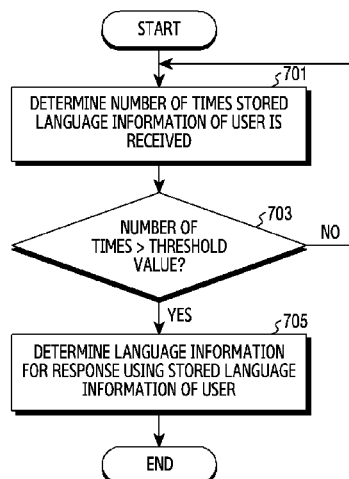 START
701
DETERMINE NUMBER OF TIMES STORED
LANGUAGE INFORMATION OF USER IS
RECEIVED
703
NUMBER OF
TIMES > THRESHOLD
VALUE?
NO
YES
705
DETERMINE LANGUAGE INFORMATION
FOR RESPONSE USING STORED LANGUAGE
INFORMATION OF USER
END